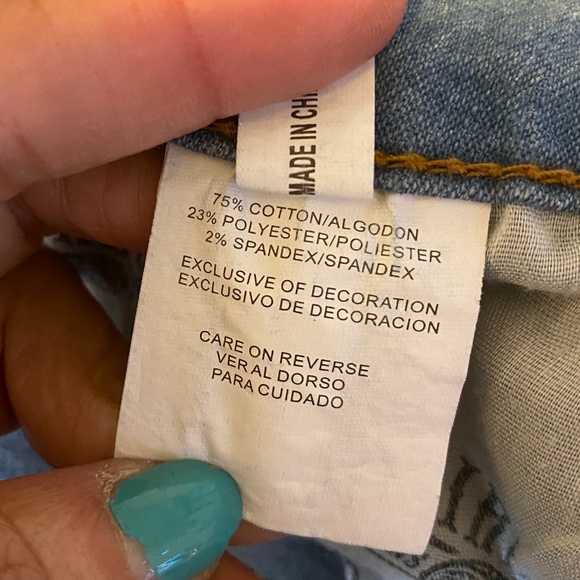 MADE IN
75% COTTON/ALGODON
23% POLYESTER/POLIESTER
2% SPANDEX/SPANDEX
EXCLUSIVE OF DECORATION
EXCLUSIVO DE DECORACION
CARE ON REVERSE
VER AL DORSO
PARA CUIDADO